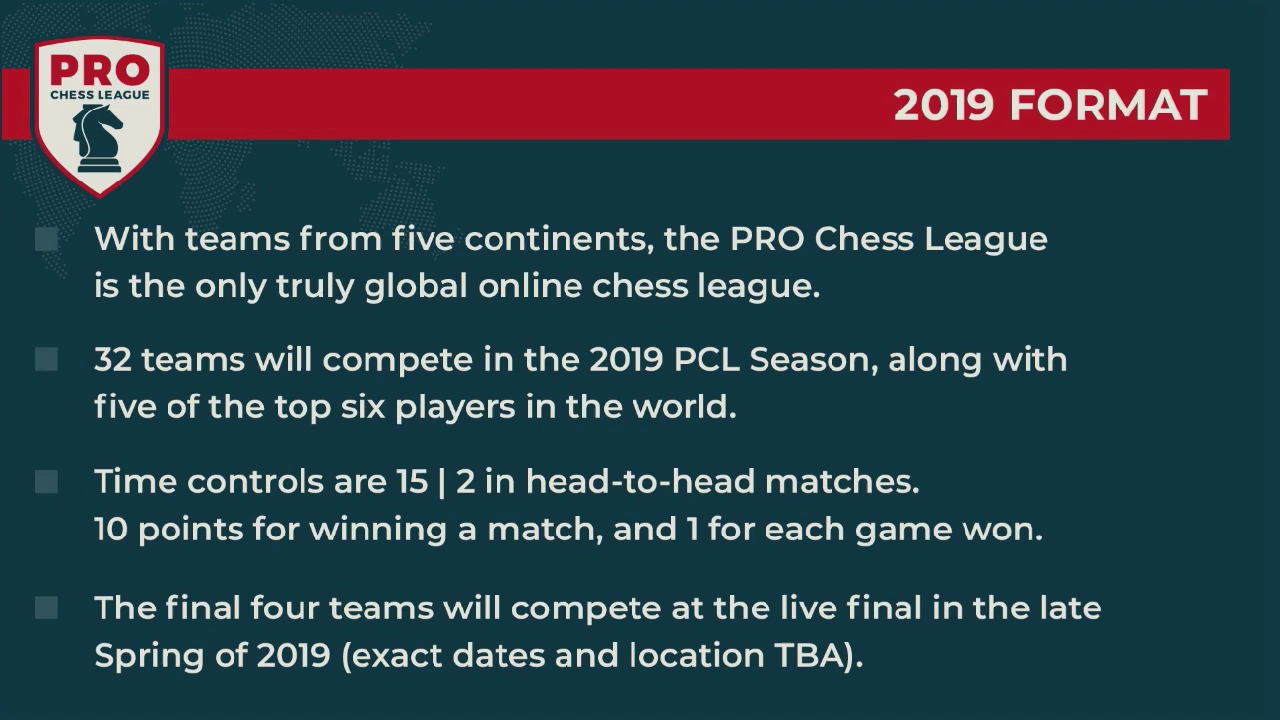 PRO
CHESS LEAGUE
2019 FORMAT
With teams from five continents, the PRO Chess League
is the only truly global online chess league.
32 teams will compete in the 2019 PCL Season, along with
five of the top six players in the world.
Time controls are 15 | 2 in head-to-head matches.
10 points for winning a match, and 1 for each game won.
The final four teams will compete at the live final in the late
Spring of 2019 (exact dates and location TBA).